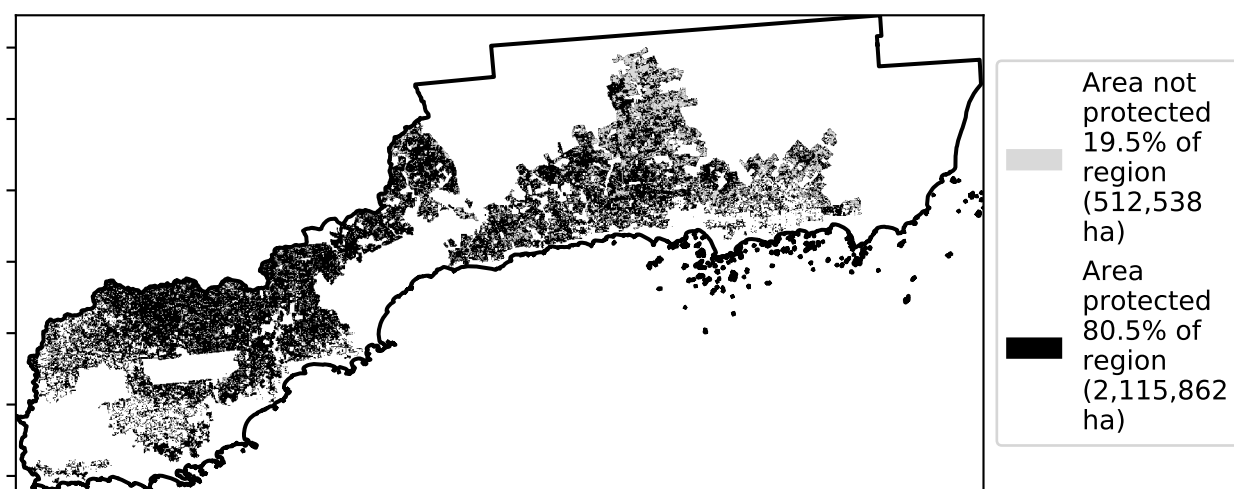 Area not
protected
19.5% of
region
(512,538
ha)
Area
protected
80.5% of
region
(2,115,862
ha)